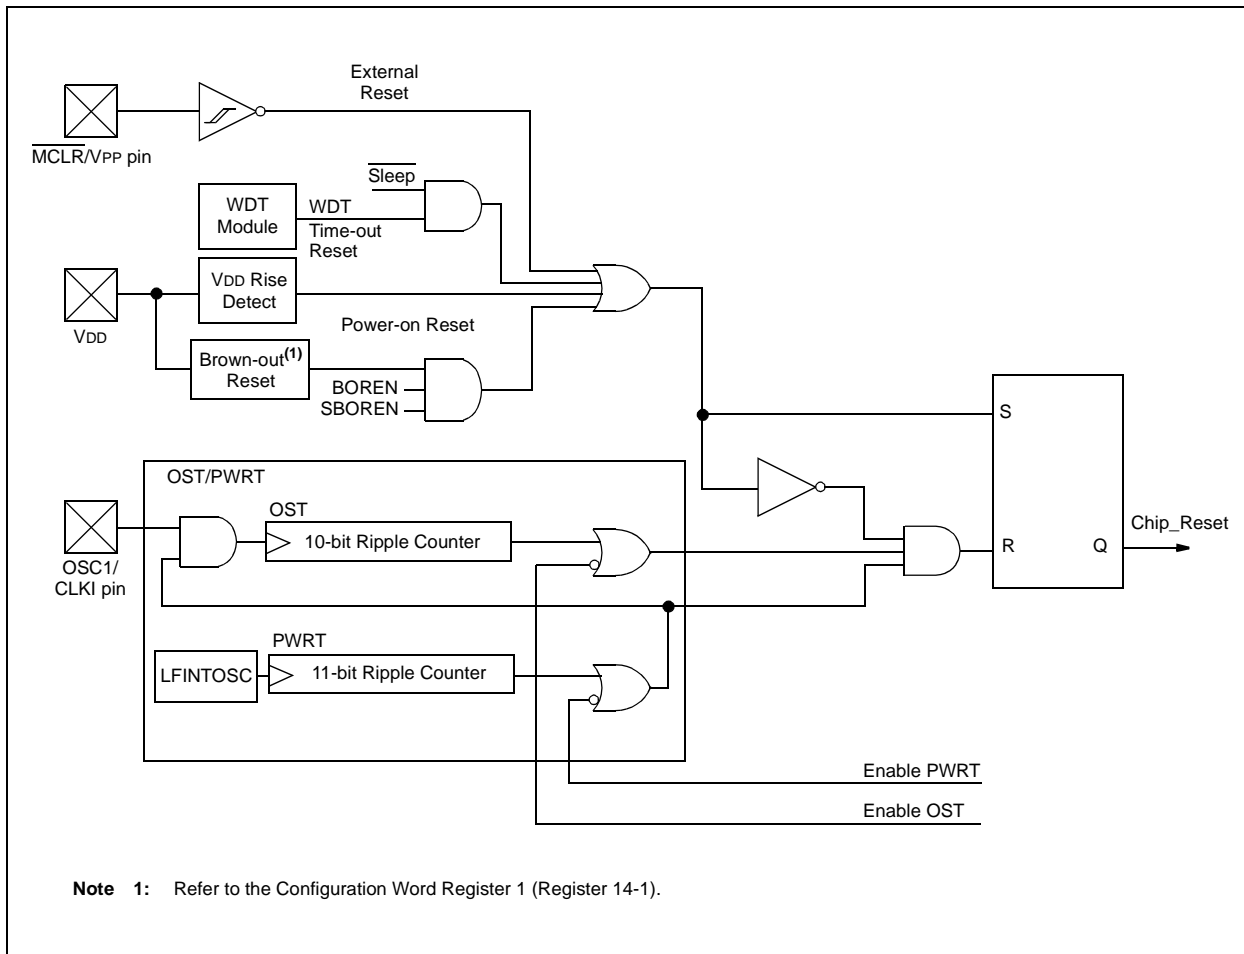 External
Reset
MCLR/VPP pin
Sleep
WDT
Module
WDT
Time-out
Reset
VDD
VDD Rise
Detect
Power-on Reset
Brown-out(1)
Reset
BOREN
SBOREN
S
R
Q
Chip_Reset
OST/PWRT
OSC1/
CLKI pin
OST
10-bit Ripple Counter
PWRT
LFINTOSC
11-bit Ripple Counter
Enable PWRT
Enable OST
Note 1: Refer to the Configuration Word Register 1 (Register 14-1).